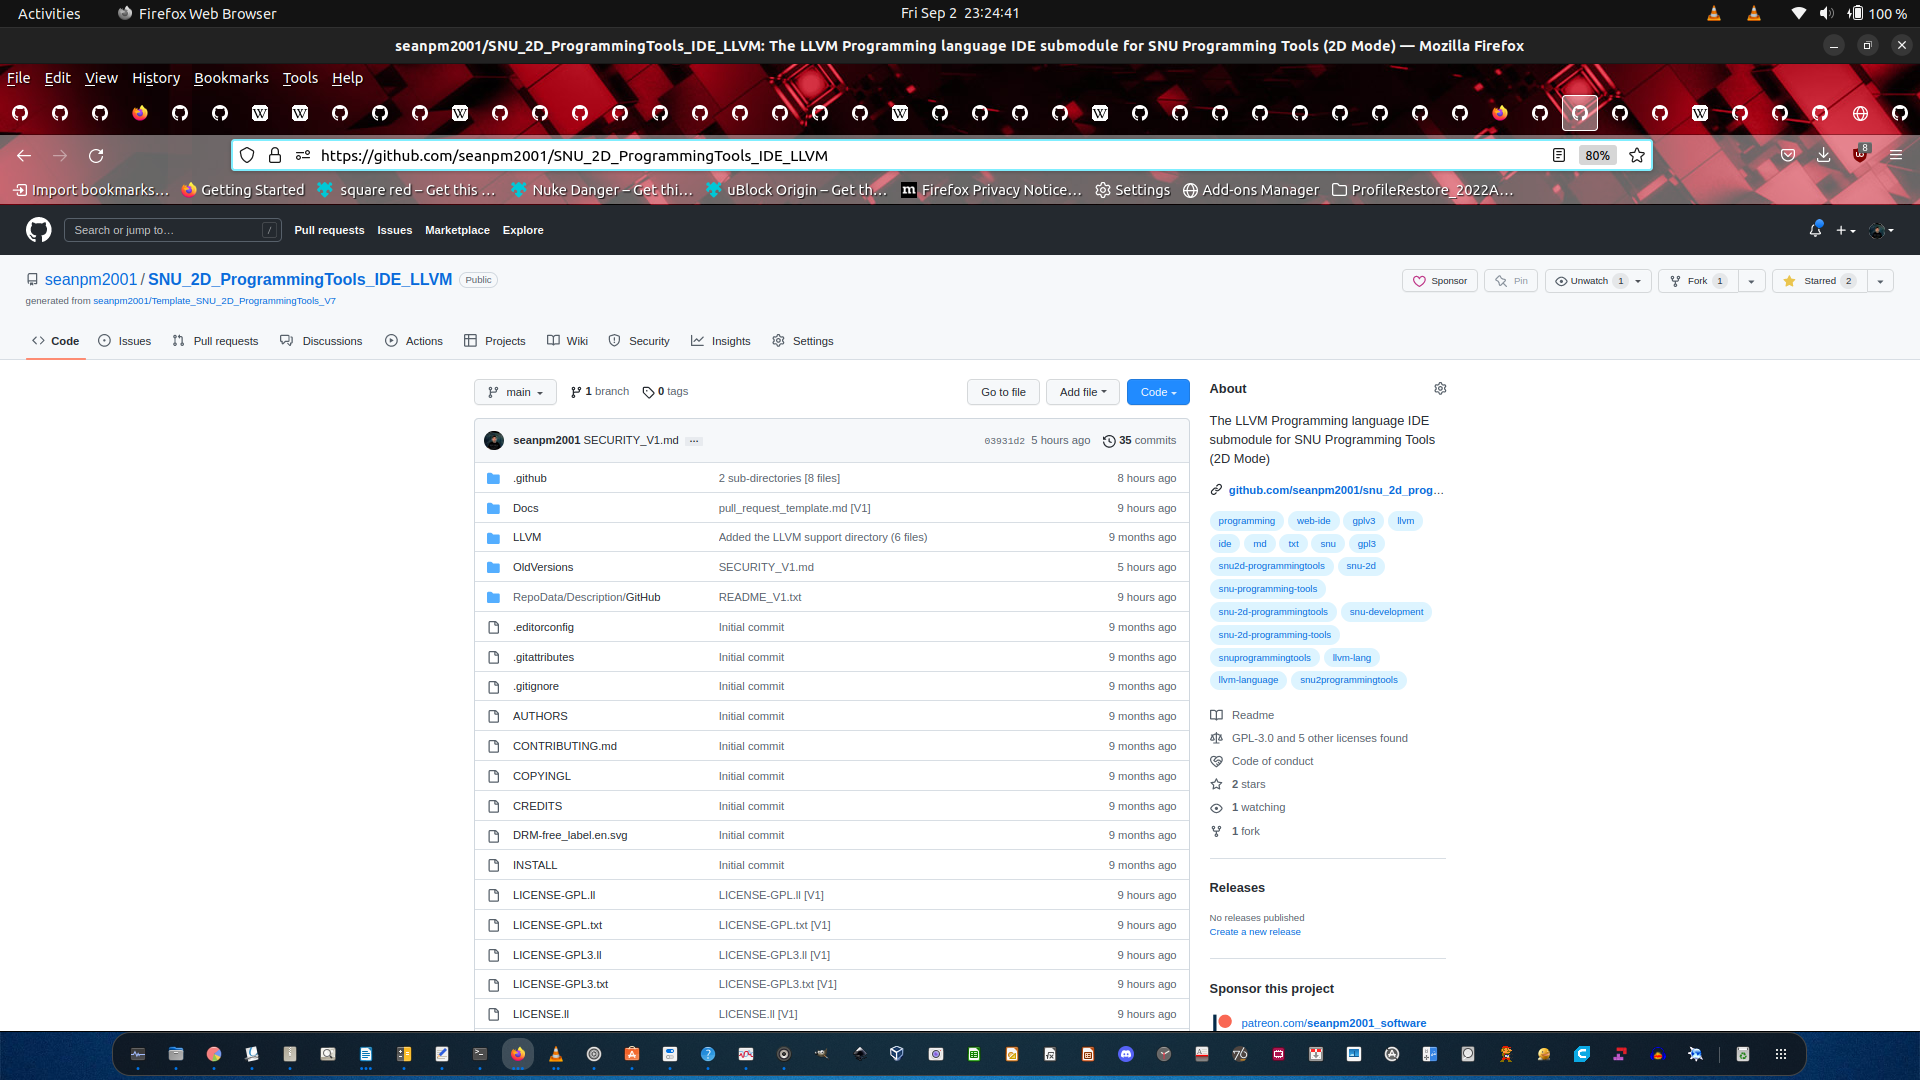 Activities
Firefox Web Browser
Fri Sep 2 23:24:41
100 %
seanpm2001/SNU_2D_ProgrammingTools_IDE_LLVM: The LLVM Programming language IDE submodule for SNU Programming Tools (2D Mode) — Mozilla Firefox
File Edit View History Bookmarks Tools Help
https://github.com/seanpm2001/SNU_2D_ProgrammingTools_IDE_LLVM
80%
8
Import bookmarks… Getting Started square red – Get this … Nuke Danger – Get thi… uBlock Origin – Get th… Firefox Privacy Notice… Settings Add-ons Manager ProfileRestore_2022A…
Search or jump to… /
Pull requests Issues Marketplace Explore
seanpm2001 / SNU_2D_ProgrammingTools_IDE_LLVM Public
generated from seanpm2001/Template_SNU_2D_ProgrammingTools_V7
Sponsor Pin Unwatch 1 Fork 1 Starred 2
Code Issues Pull requests Discussions Actions Projects Wiki Security Insights Settings
main 1 branch 0 tags Go to file Add file Code
seanpm2001 SECURITY_V1.md … 03931d2 5 hours ago 35 commits
.github 2 sub-directories [8 files] 8 hours ago
Docs pull_request_template.md [V1] 9 hours ago
LLVM Added the LLVM support directory (6 files) 9 months ago
OldVersions SECURITY_V1.md 5 hours ago
RepoData/Description/GitHub README_V1.txt 9 hours ago
.editorconfig Initial commit 9 months ago
.gitattributes Initial commit 9 months ago
.gitignore Initial commit 9 months ago
AUTHORS Initial commit 9 months ago
CONTRIBUTING.md Initial commit 9 months ago
COPYINGL Initial commit 9 months ago
CREDITS Initial commit 9 months ago
DRM-free_label.en.svg Initial commit 9 months ago
INSTALL Initial commit 9 months ago
LICENSE-GPL.ll LICENSE-GPL.ll [V1] 9 hours ago
LICENSE-GPL.txt LICENSE-GPL.txt [V1] 9 hours ago
LICENSE-GPL3.ll LICENSE-GPL3.ll [V1] 9 hours ago
LICENSE-GPL3.txt LICENSE-GPL3.txt [V1] 9 hours ago
LICENSE.ll LICENSE.ll [V1] 9 hours ago
About
The LLVM Programming language IDE
submodule for SNU Programming Tools
(2D Mode)
github.com/seanpm2001/snu_2d_prog…
programming web-ide gplv3 llvm
ide md txt snu gpl3
snu2d-programmingtools snu-2d
snu-programming-tools
snu-2d-programmingtools snu-development
snu-2d-programming-tools
snuprogrammingtools llvm-lang
llvm-language snu2programmingtools
Readme
GPL-3.0 and 5 other licenses found
Code of conduct
2 stars
1 watching
1 fork
Releases
No releases published
Create a new release
Sponsor this project
patreon.com/seanpm2001_software